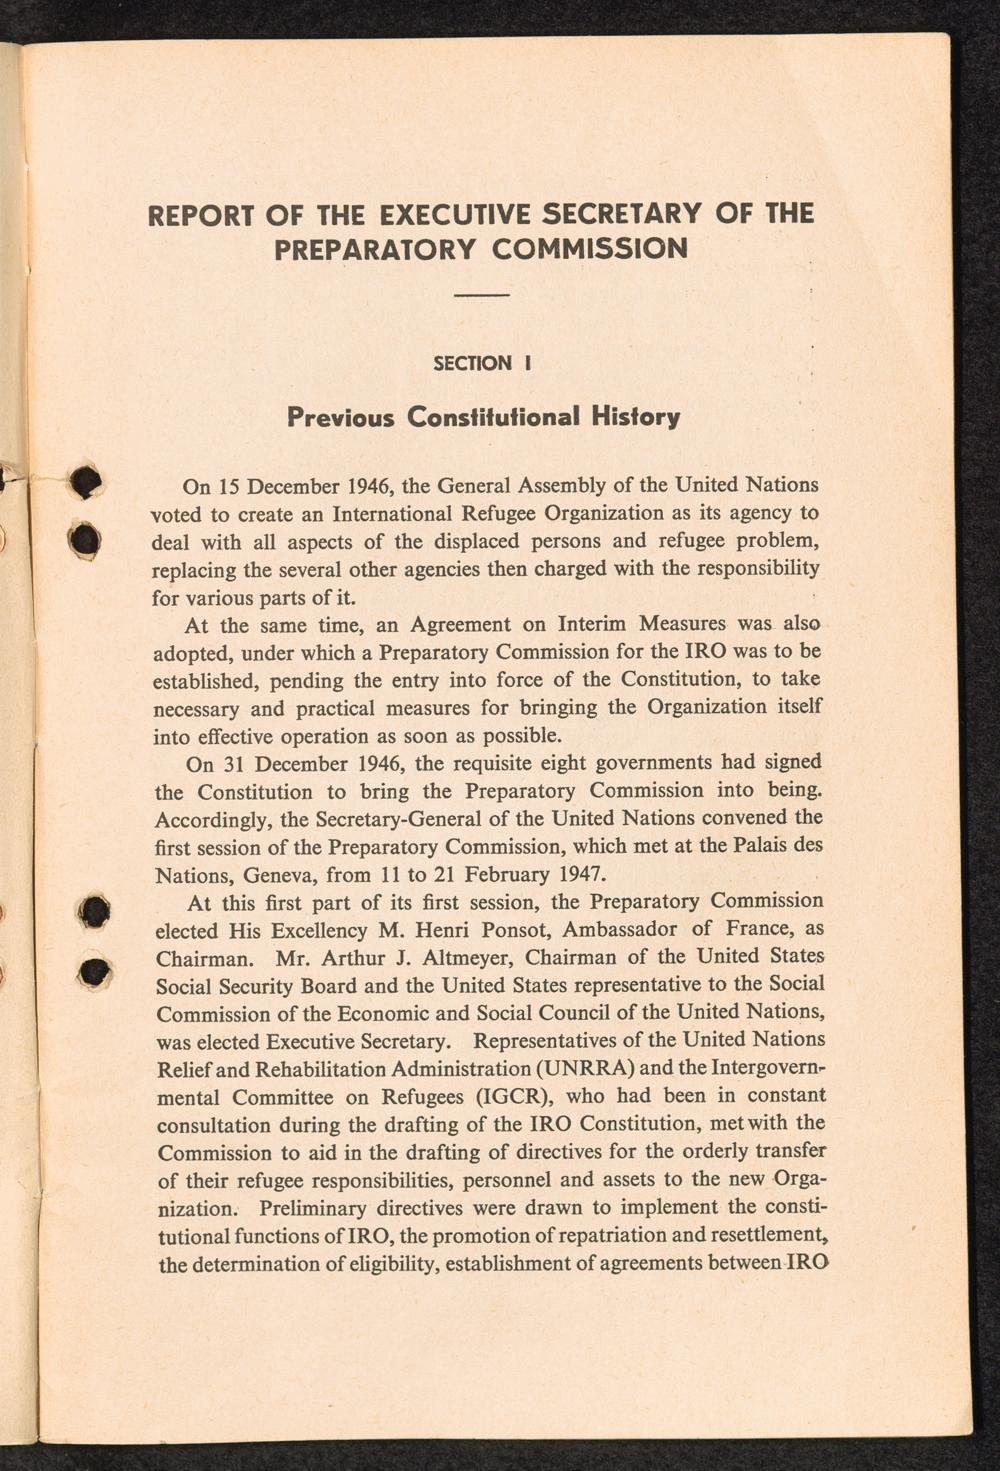 REPORT OF THE EXECUTIVE SECRETARY OF THE
PREPARATORY COMMISSION
SECTION I
Previous Constitutional History
On 15 December 1946, the General Assembly of the United Nations
voted to create an International Refugee Organization as its agency to
deal with all aspects of the displaced persons and refugee problem,
replacing the several other agencies then charged with the responsibility
for various parts of it.
At the same time, an Agreement on Interim Measures was also
adopted, under which a Preparatory Commission for the IRO was to be
established, pending the entry into force of the Constitution, to take
necessary and practical measures for bringing the Organization itself
into effective operation as soon as possible.
On 31 December 1946, the requisite eight governments had signed
the Constitution to bring the Preparatory Commission into being.
Accordingly, the Secretary-General of the United Nations convened the
first session of the Preparatory Commission, which met at the Palais des
Nations, Geneva, from 11 to 21 February 1947.
At this first part of its first session, the Preparatory Commission
elected His Excellency M. Henri Ponsot, Ambassador of France, as
Chairman. Mr. Arthur J. Altmeyer, Chairman of the United States
Social Security Board and the United States representative to the Social
Commission of the Economic and Social Council of the United Nations,
was elected Executive Secretary. Representatives of the United Nations
Relief and Rehabilitation Administration (UNRRA) and the Intergovern-
mental Committee on Refugees (IGCR), who had been in constant
consultation during the drafting of the IRO Constitution, met with the
Commission to aid in the drafting of directives for the orderly transfer
of their refugee responsibilities, personnel and assets to the new Orga-
nization. Preliminary directives were drawn to implement the consti-
tutional functions of IRO, the promotion of repatriation and resettlement,
the determination of eligibility, establishment of agreements between IRO